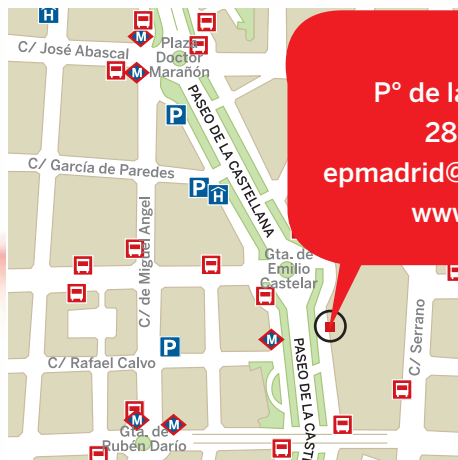 H
C/ José Abascal
M
Plaza
Doctor
Marañón
M
P
P° de la
28
epmadrid@
www
PASEO DE LA CASTELLANA
C/ García de Paredes
P
H
C/ de Miguel Angel
Gta. de
Emilio
Castelar
M
P
C/ Rafael Calvo
PASEO DE LA CAST
C/ Serrano
M
M
Gta. de
Rubén Darío